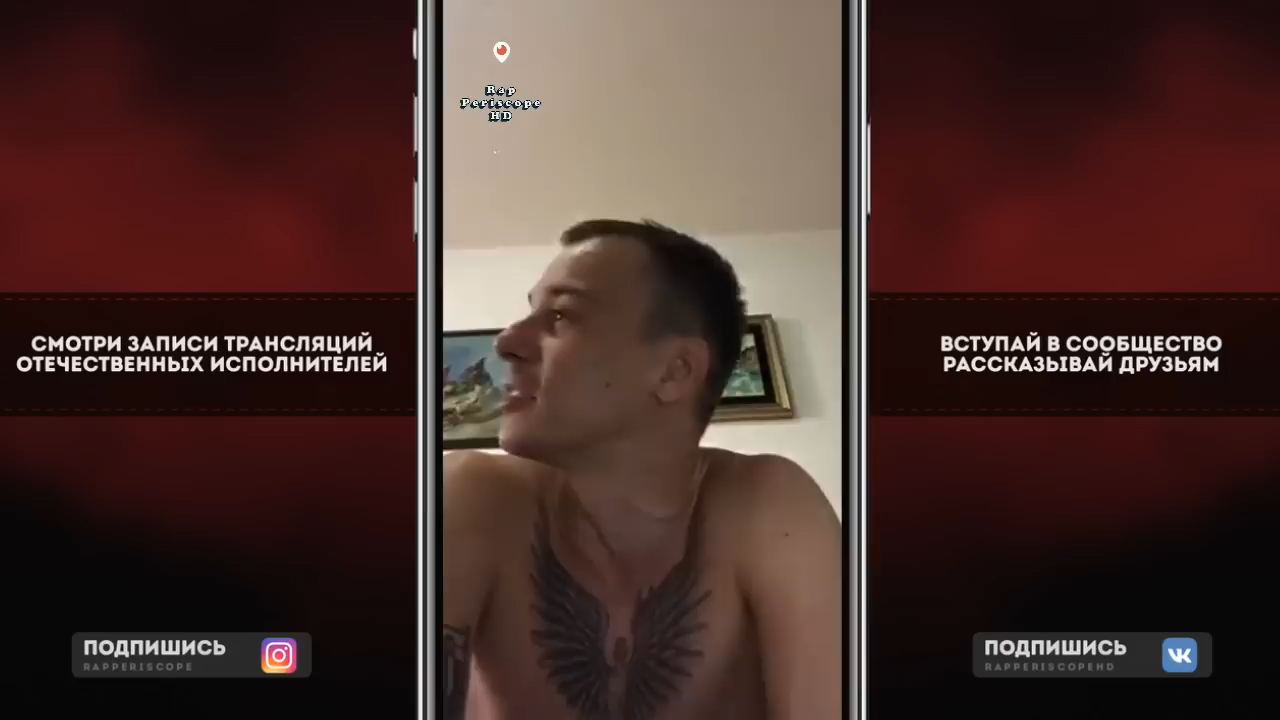 Rap
Periscope
HD
СМОТРИ ЗАПИСИ ТРАНСЛЯЦИЙ
ОТЕЧЕСТВЕННЫХ ИСПОЛНИТЕЛЕЙ
ВСТУПАЙ В СООБЩЕСТВО
РАССКАЗЫВАЙ ДРУЗЬЯМ
ПОДПИШИСЬ
RAPPERISCOPE
ПОДПИШИСЬ
RAPPERISCOPEHD